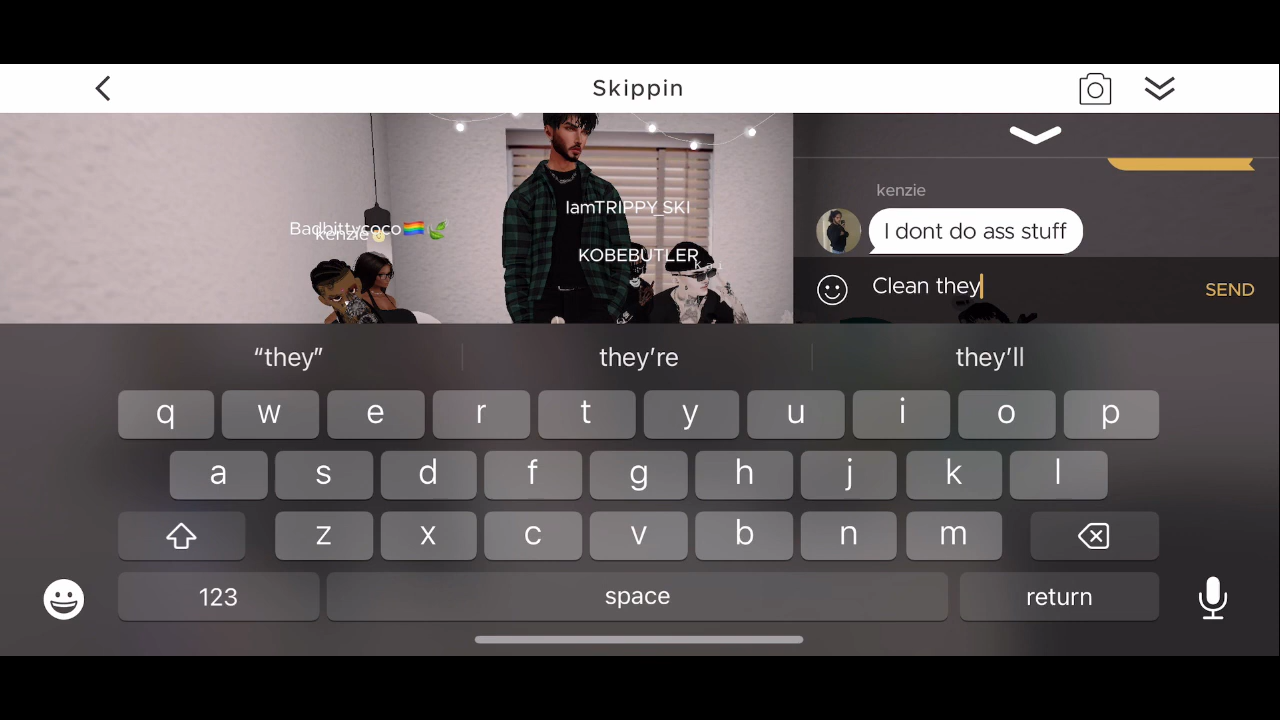 Skippin
IamTRIPPY_SKI
Badbittycoco🏳️‍🌈🌿
kenzie
KOBEBUTLER
kenzie
I dont do ass stuff
Clean they
SEND
“they”
they’re
they’ll
q w e r t y u i o p
a s d f g h j k l
z x c v b n m
123
space
return